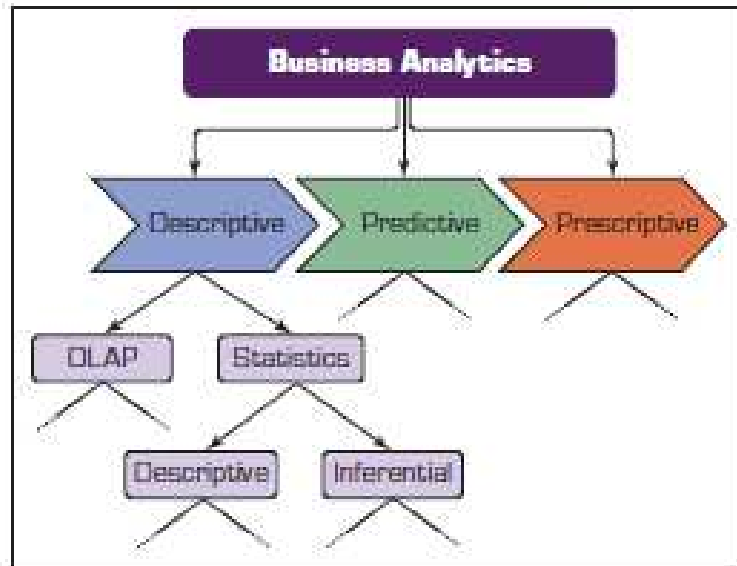 Business Analytics
Descriptive
Predictive
Prescriptive
OLAP
Statistics
Descriptive
Inferential